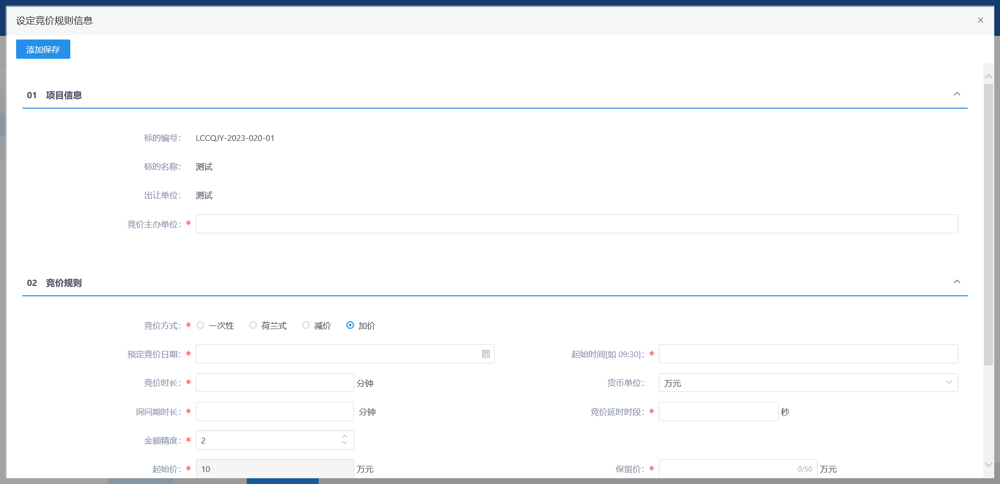 设定竞价规则信息
添加保存
01 项目信息
标的编号： LCCQJY-2023-020-01
标的名称： 测试
出让单位： 测试
竞价主办单位：*
02 竞价规则
竞价方式：* 一次性 荷兰式 减价 加价
预定竞价日期：* 起始时间[如 09:30]：*
竞价时长：* 分钟 货币单位： 万元
询问期时长：* 分钟 竞价延时时段：* 秒
金额精度：* 2
起始价：* 10 万元 保留价：* 0/50 万元